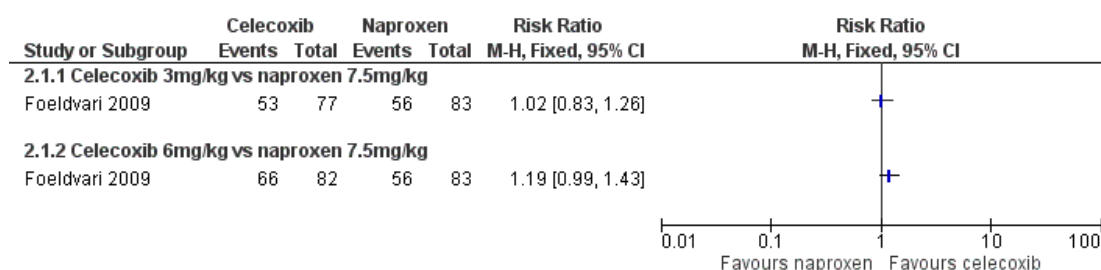 Celecoxib Naproxen Risk Ratio Risk Ratio
Study or Subgroup Events Total Events Total M-H, Fixed, 95% CI M-H, Fixed, 95% CI
2.1.1 Celecoxib 3mg/kg vs naproxen 7.5mg/kg
Foeldvari 2009 53 77 56 83 1.02 [0.83, 1.26]
2.1.2 Celecoxib 6mg/kg vs naproxen 7.5mg/kg
Foeldvari 2009 66 82 56 83 1.19 [0.99, 1.43]
0.01 0.1 1 10 100
Favours naproxen Favours celecoxib